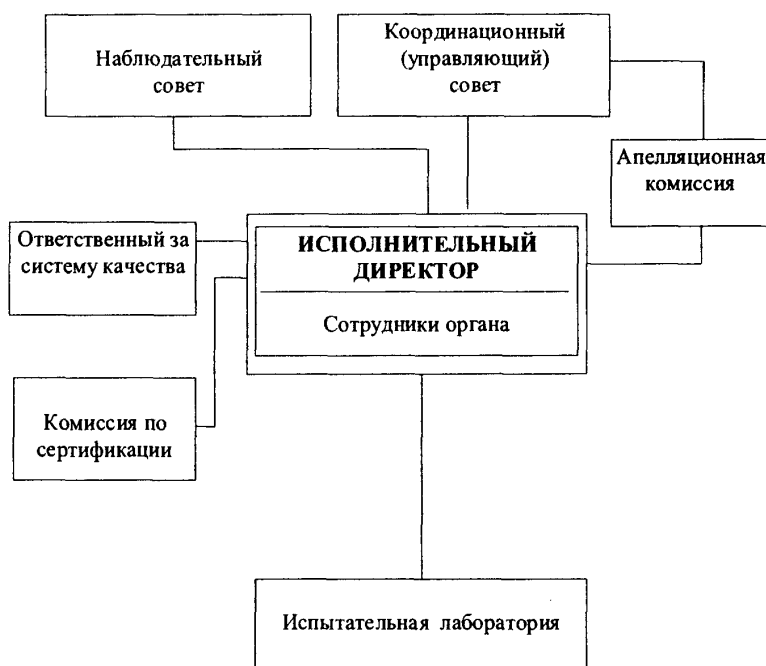 Наблюдательный
совет
Координационный
(управляющий)
совет
Апелляционная
комиссия
Ответственный за
систему качества
ИСПОЛНИТЕЛЬНЫЙ
ДИРЕКТОР
Сотрудники органа
Комиссия по
сертификации
Испытательная лаборатория